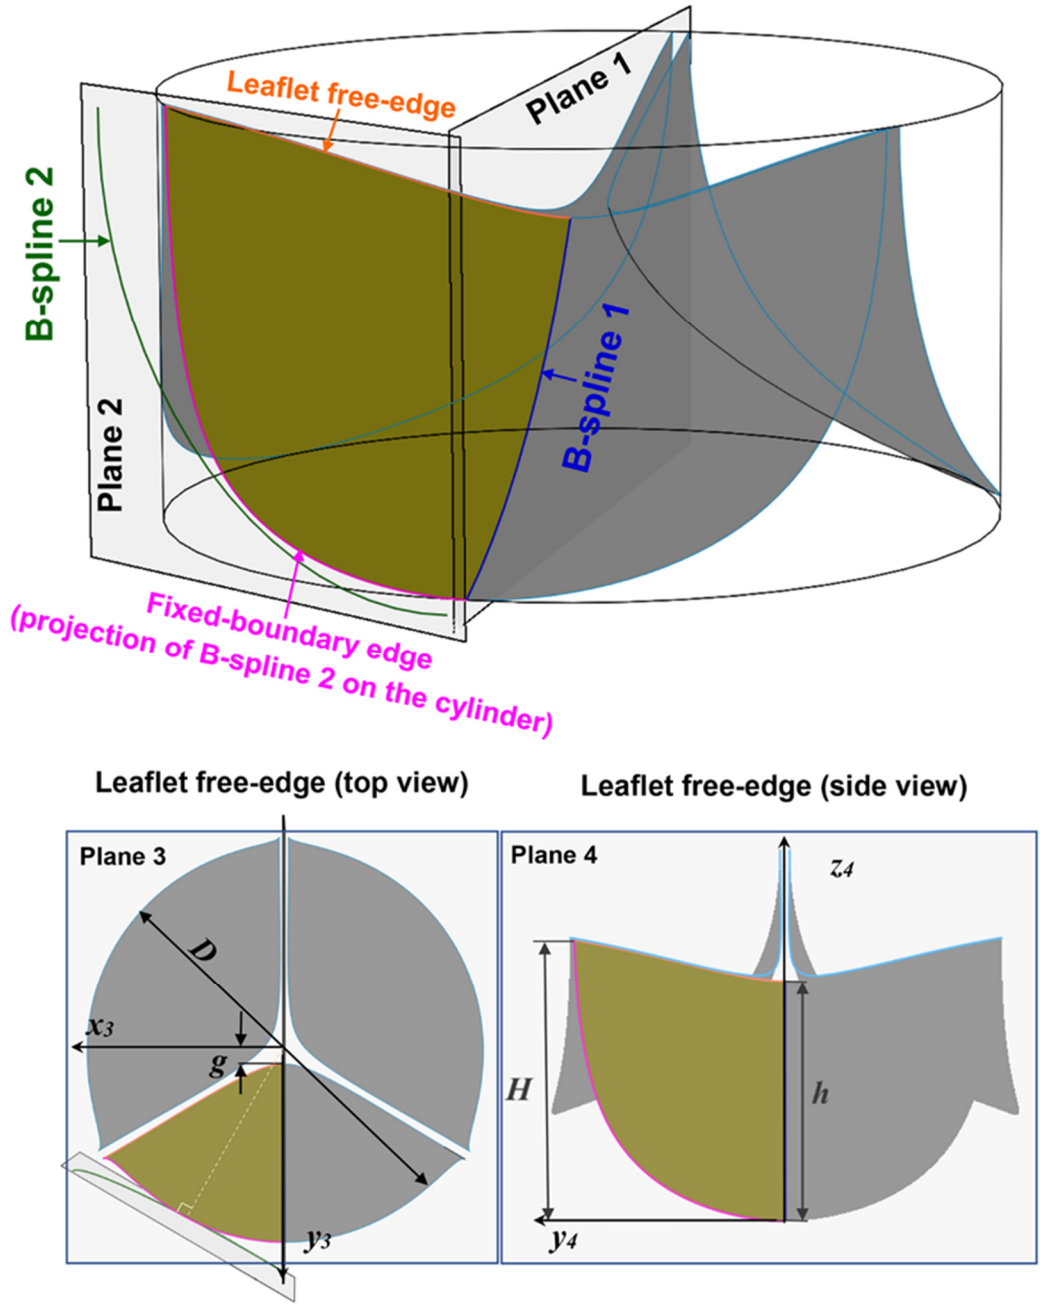 Plane 1
Leaflet free-edge
B-spline 2
B-spline 1
Plane 2
Fixed-boundary edge
(projection of B-spline 2 on the cylinder)
Leaflet free-edge (top view)
Leaflet free-edge (side view)
Plane 3
D
x3
g
y3
Plane 4
z4
H
h
y4